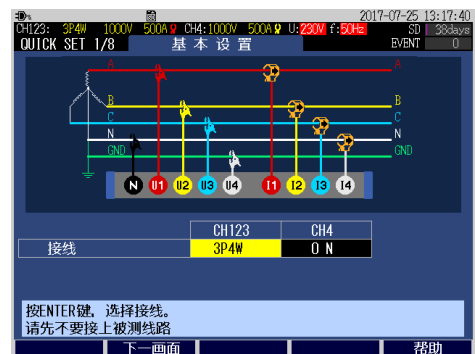 2017-07-25 13:17:40
CH123: 3P4W 1000V 500A CH4:1000V 500A U:230V f:50Hz SD 38days
QUICK SET 1/8 基 本 设 置 EVENT 0
A A
B B
C C
N N
GND GND
N U1 U2 U3 U4 I1 I2 I3 I4
CH123 CH4
接线 3P4W O N
按ENTER键, 选择接线。
请先不要接上被测线路
下一画面 帮助